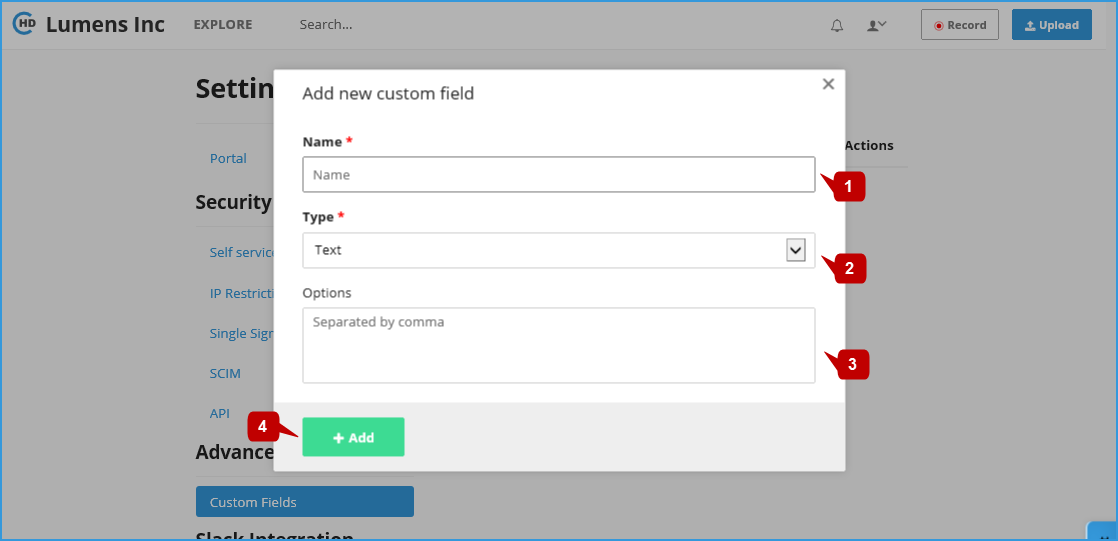 HD Lumens Inc EXPLORE Search... Record Upload
Settin
Add new custom field
Name *
Actions
Portal
Name
1
Security
Type *
Self servic
Text
2
IP Restricti
Options
Separated by comma
Single Sign
3
SCIM
API
4
+ Add
Advance
Custom Fields
Slack Integration